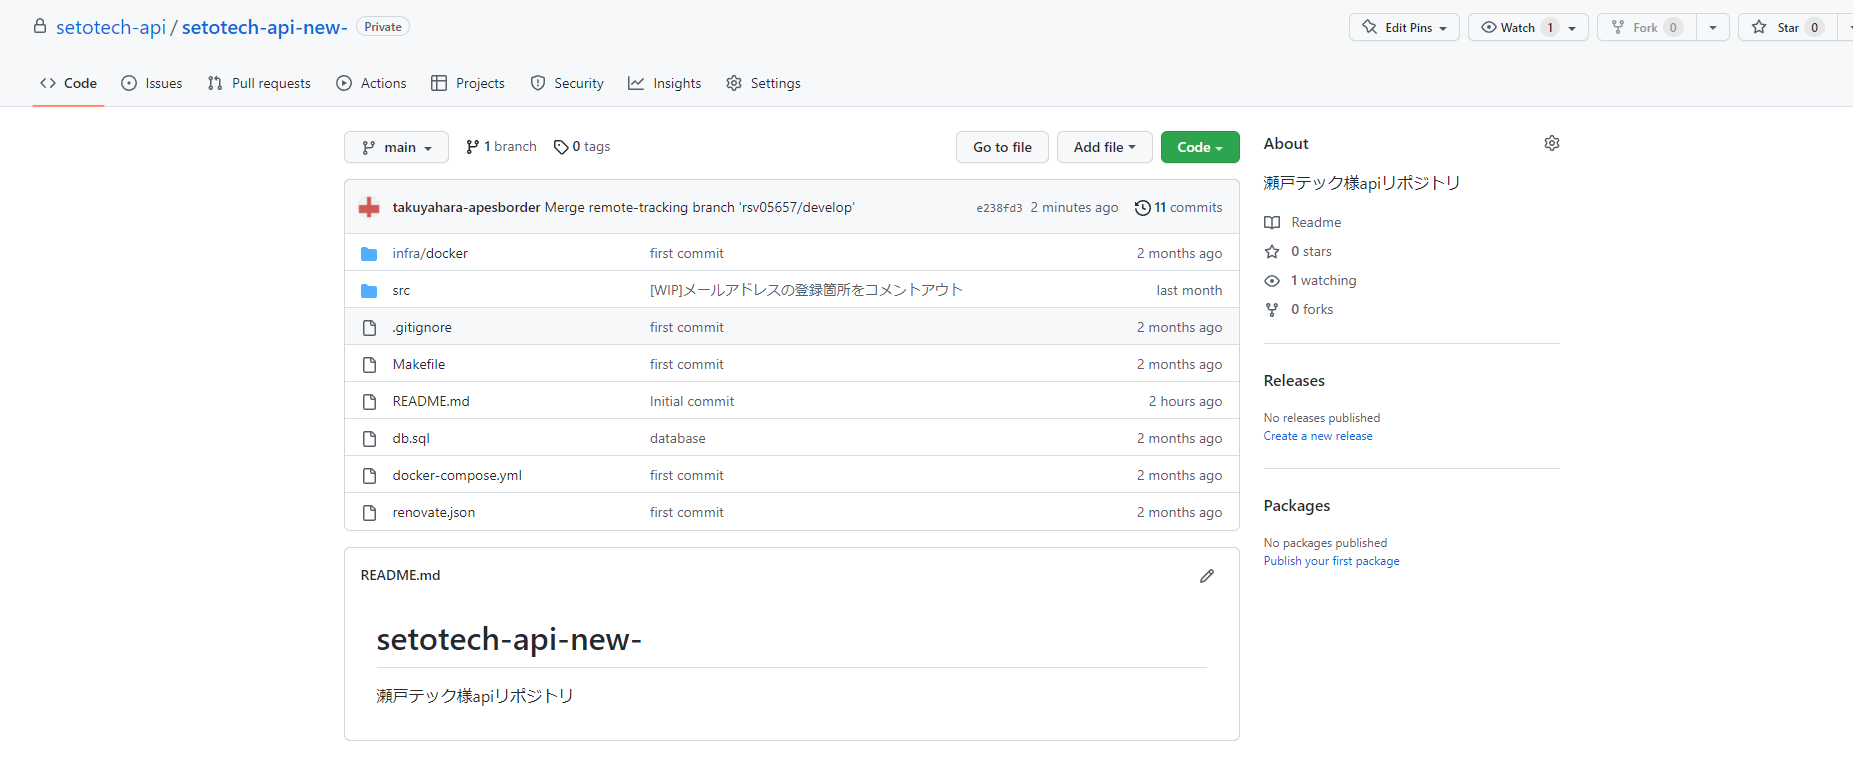 setotech-api / setotech-api-new- Private Edit Pins Watch 1 Fork 0 Star 0
Code Issues Pull requests Actions Projects Security Insights Settings
main 1 branch 0 tags Go to file Add file Code
takuyahara-apesborder Merge remote-tracking branch 'rsv05657/develop' e238fd3 2 minutes ago 11 commits
infra/docker first commit 2 months ago
src [WIP]メールアドレスの登録箇所をコメントアウト last month
.gitignore first commit 2 months ago
Makefile first commit 2 months ago
README.md Initial commit 2 hours ago
db.sql database 2 months ago
docker-compose.yml first commit 2 months ago
renovate.json first commit 2 months ago
README.md
setotech-api-new-
瀬戸テック様apiリポジトリ
About
瀬戸テック様apiリポジトリ
Readme
0 stars
1 watching
0 forks
Releases
No releases published
Create a new release
Packages
No packages published
Publish your first package